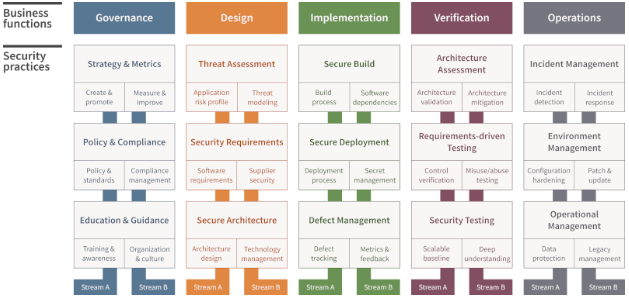 Business
functions
Governance
Design
Implementation
Verification
Operations
Security
practices
Strategy & Metrics
Create &
promote
Measure &
improve
Threat Assessment
Application
risk profile
Threat
modeling
Secure Build
Build
process
Software
dependencies
Architecture
Assessment
Architecture
validation
Architecture
mitigation
Incident Management
Incident
detection
Incident
response
Policy & Compliance
Policy &
standards
Compliance
management
Security Requirements
Software
requirements
Supplier
security
Secure Deployment
Deployment
process
Secret
management
Requirements-driven
Testing
Control
verification
Misuse/abuse
testing
Environment
Management
Configuration
hardening
Patch &
update
Education & Guidance
Training &
awareness
Organization
& culture
Secure Architecture
Architecture
design
Technology
management
Defect Management
Defect
tracking
Metrics &
feedback
Security Testing
Scalable
baseline
Deep
understanding
Operational
Management
Data
protection
Legacy
management
Stream A
Stream B
Stream A
Stream B
Stream A
Stream B
Stream A
Stream B
Stream A
Stream B